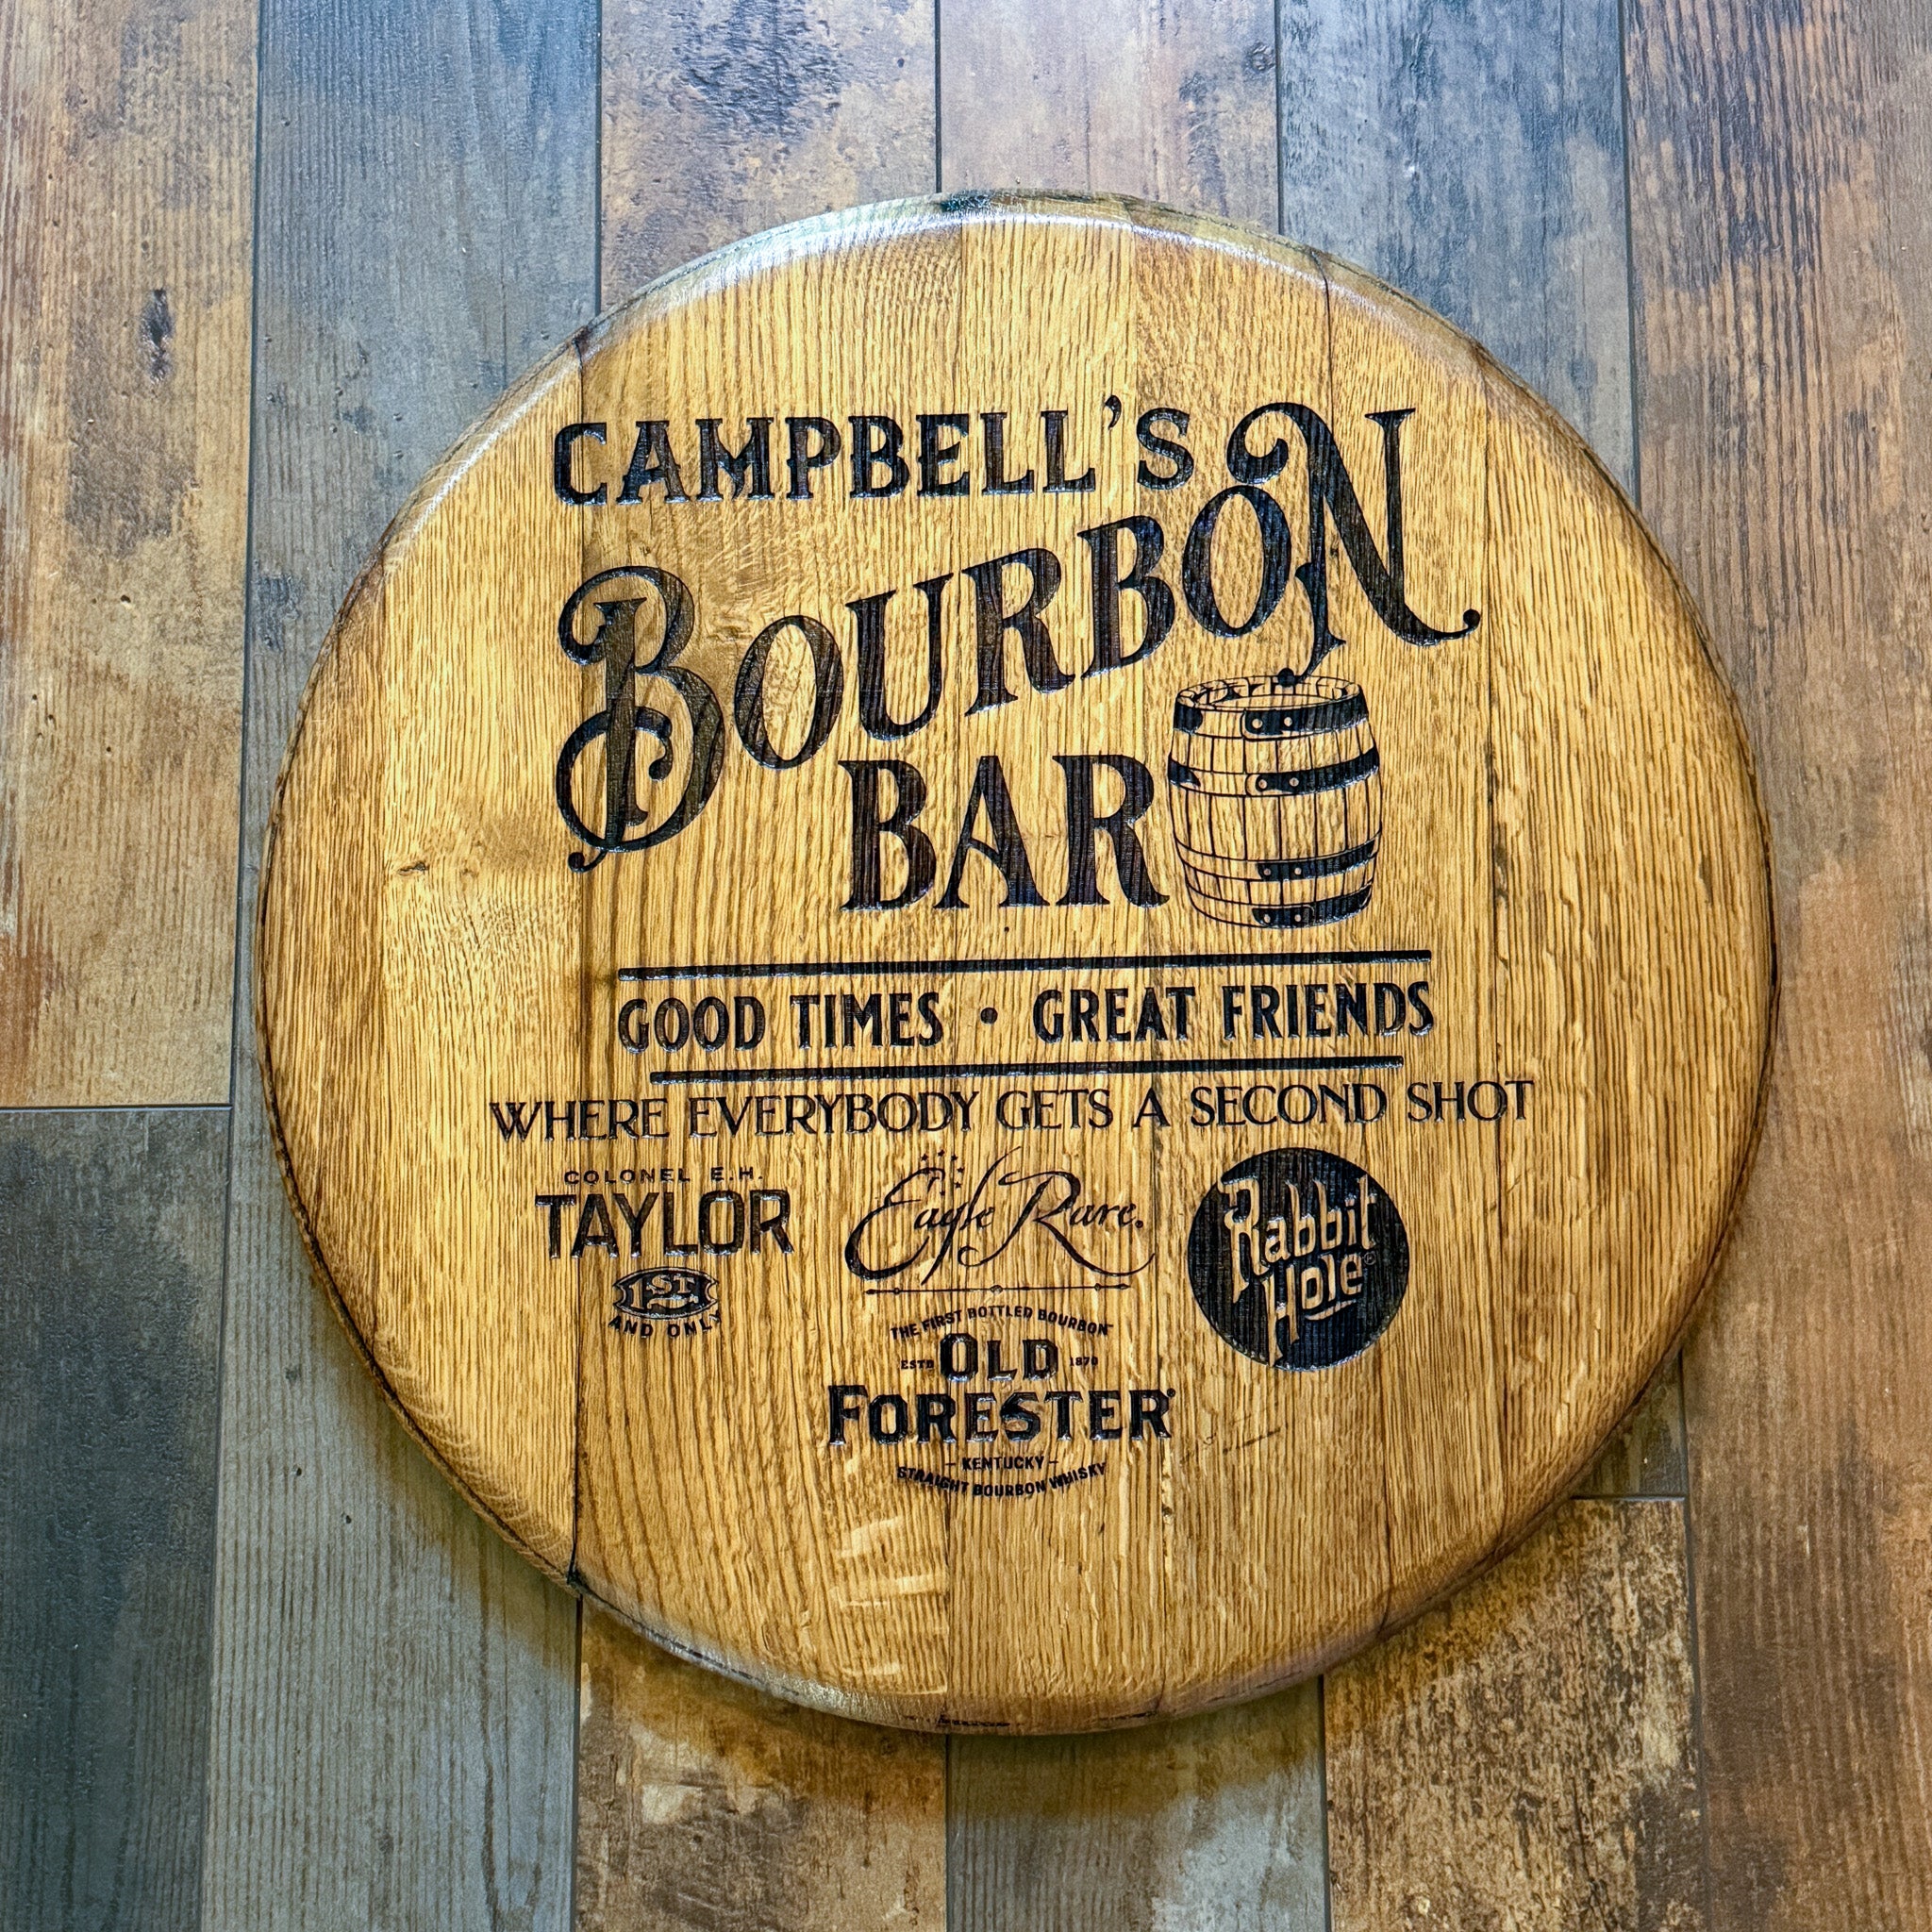 CAMPBELL'S
BOURBON
BAR
GOOD TIMES • GREAT FRIENDS
WHERE EVERYBODY GETS A SECOND SHOT
COLONEL E.H.
TAYLOR
1ST
AND ONLY
Eagle Rare®
Rabbit
Hole®
THE FIRST BOTTLED BOURBON™
ESTD OLD 1870
FORESTER®
– KENTUCKY –
STRAIGHT BOURBON WHISKY